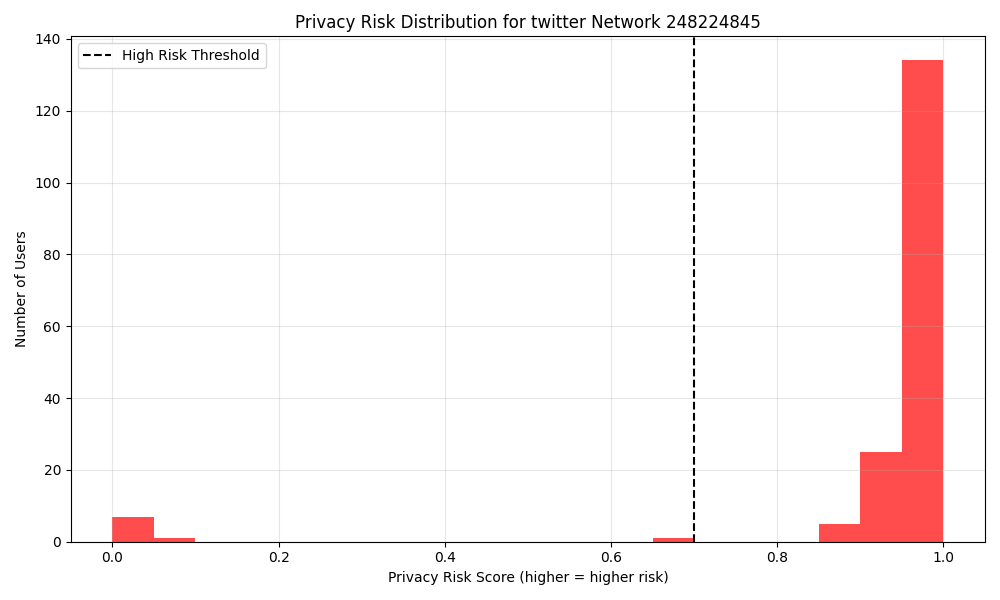 Privacy Risk Distribution for twitter Network 248224845
High Risk Threshold
140
120
100
80
60
40
20
0
Number of Users
0.0 0.2 0.4 0.6 0.8 1.0
Privacy Risk Score (higher = higher risk)